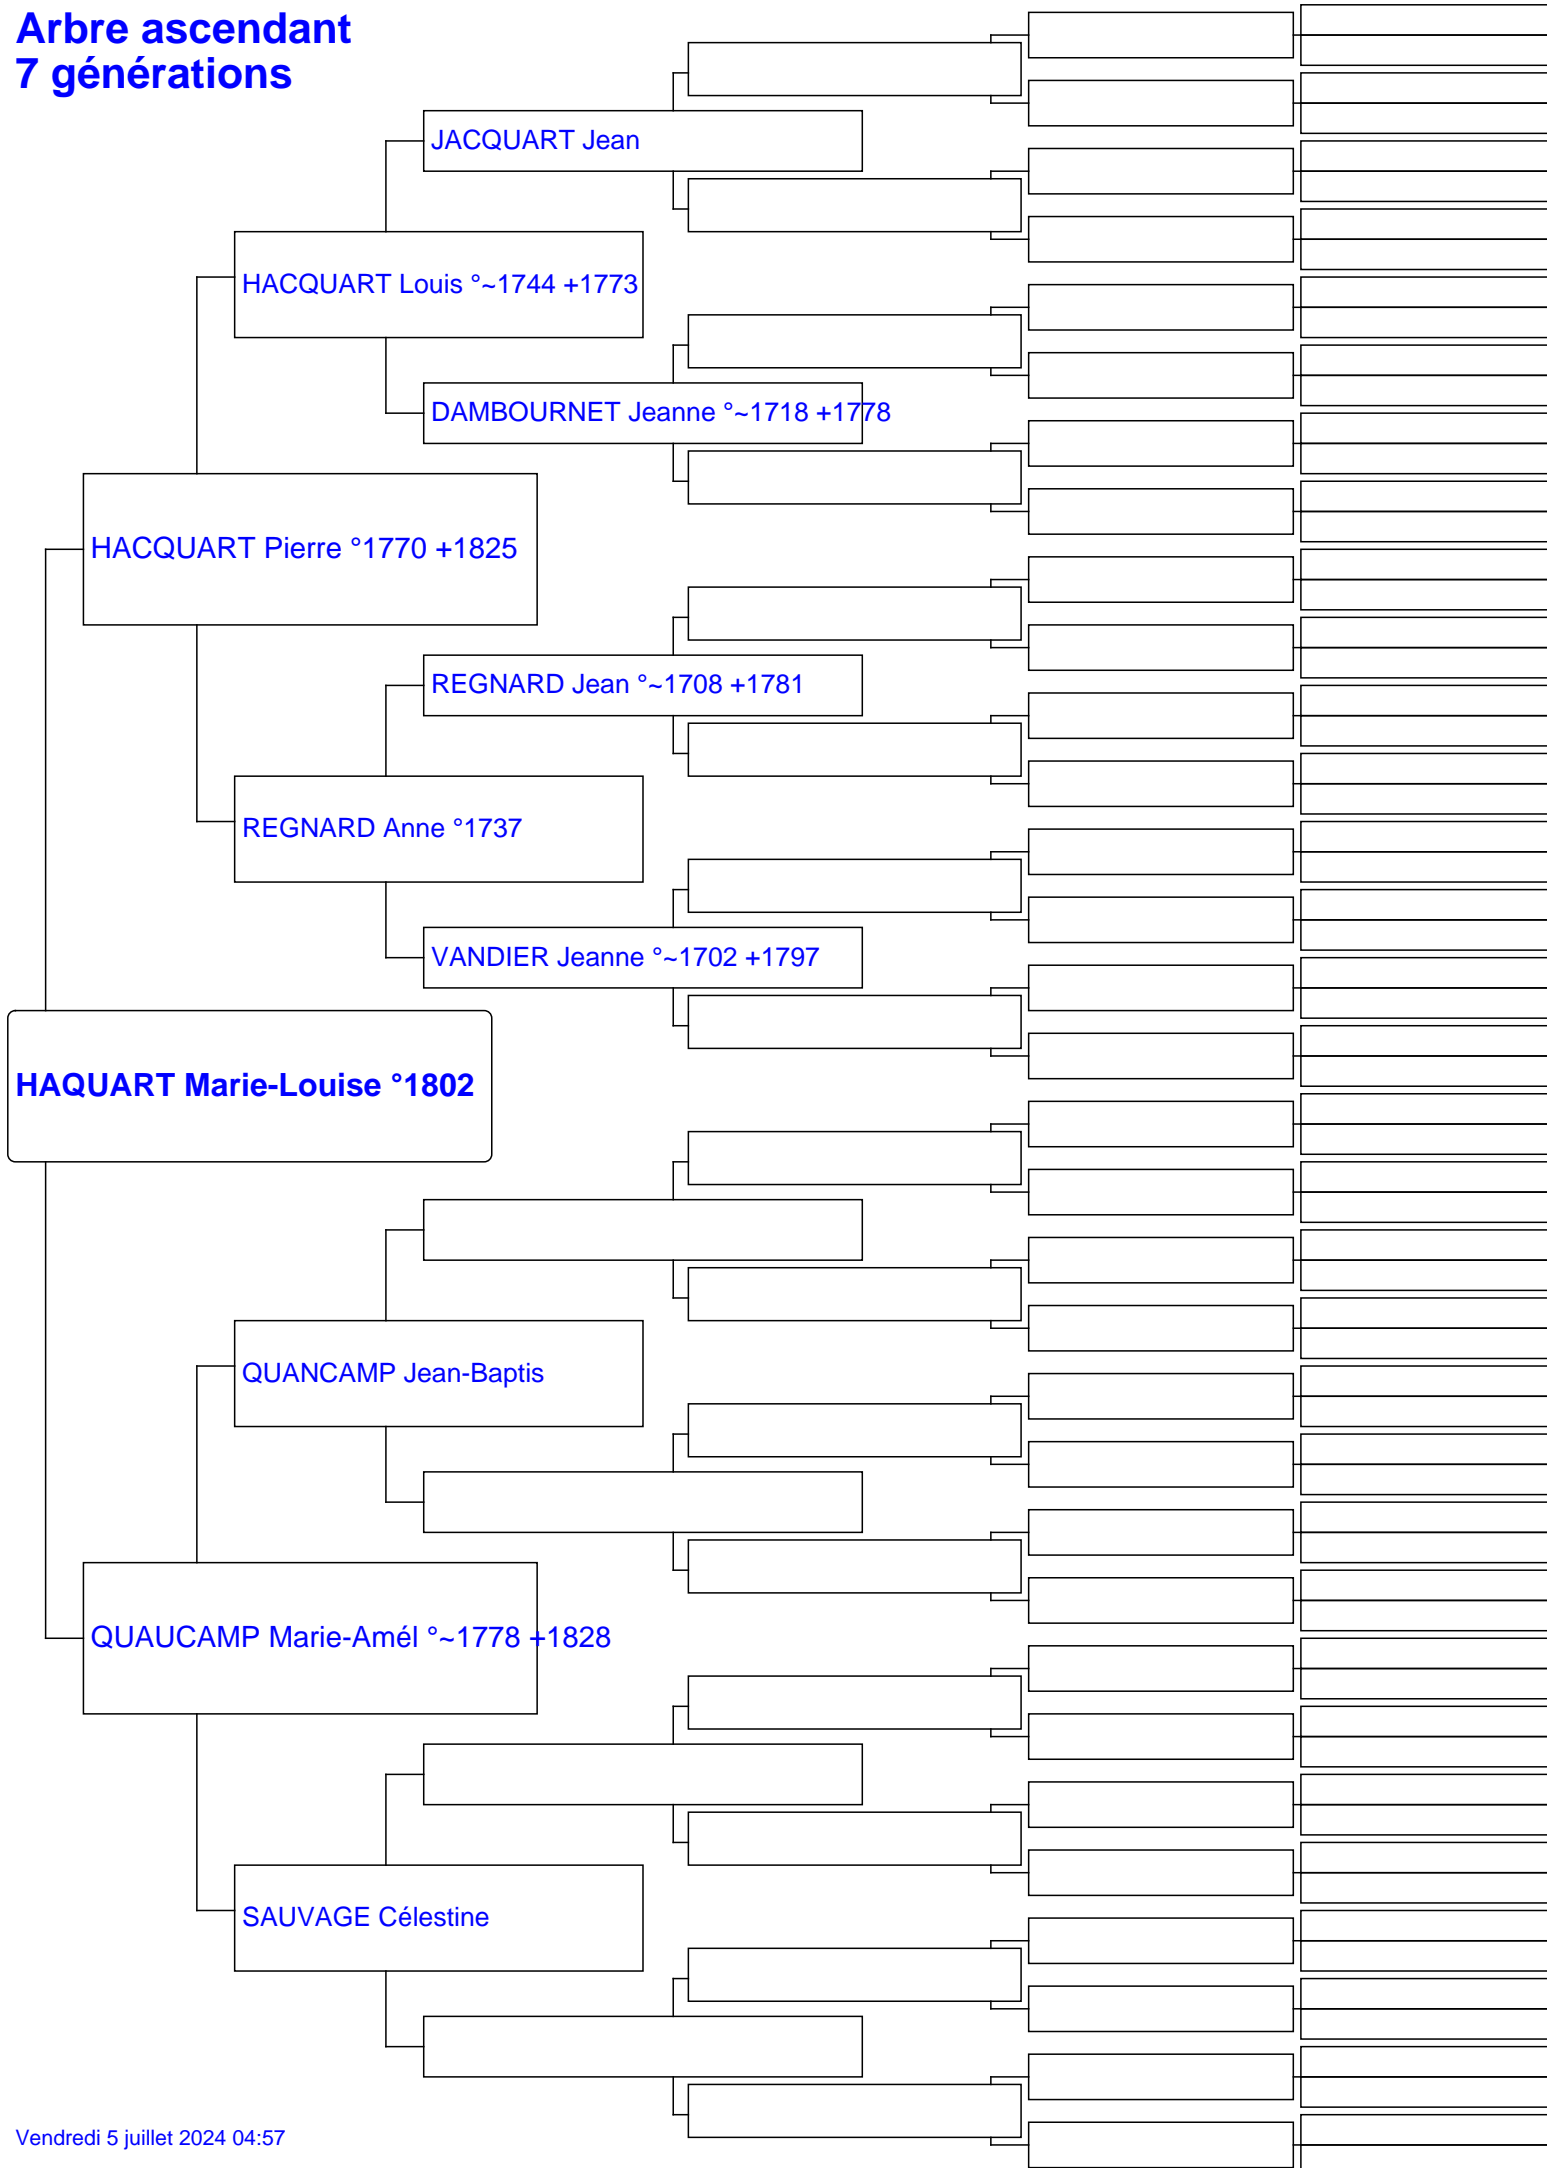 Arbre ascendant
7 générations
JACQUART Jean
HACQUART Louis °~1744 +1773
DAMBOURNET Jeanne °~1718 +1778
HACQUART Pierre °1770 +1825
REGNARD Jean °~1708 +1781
REGNARD Anne °1737
VANDIER Jeanne °~1702 +1797
HAQUART Marie-Louise °1802
QUANCAMP Jean-Baptis
QUAUCAMP Marie-Amél °~1778 +1828
SAUVAGE Célestine
Vendredi 5 juillet 2024 04:57